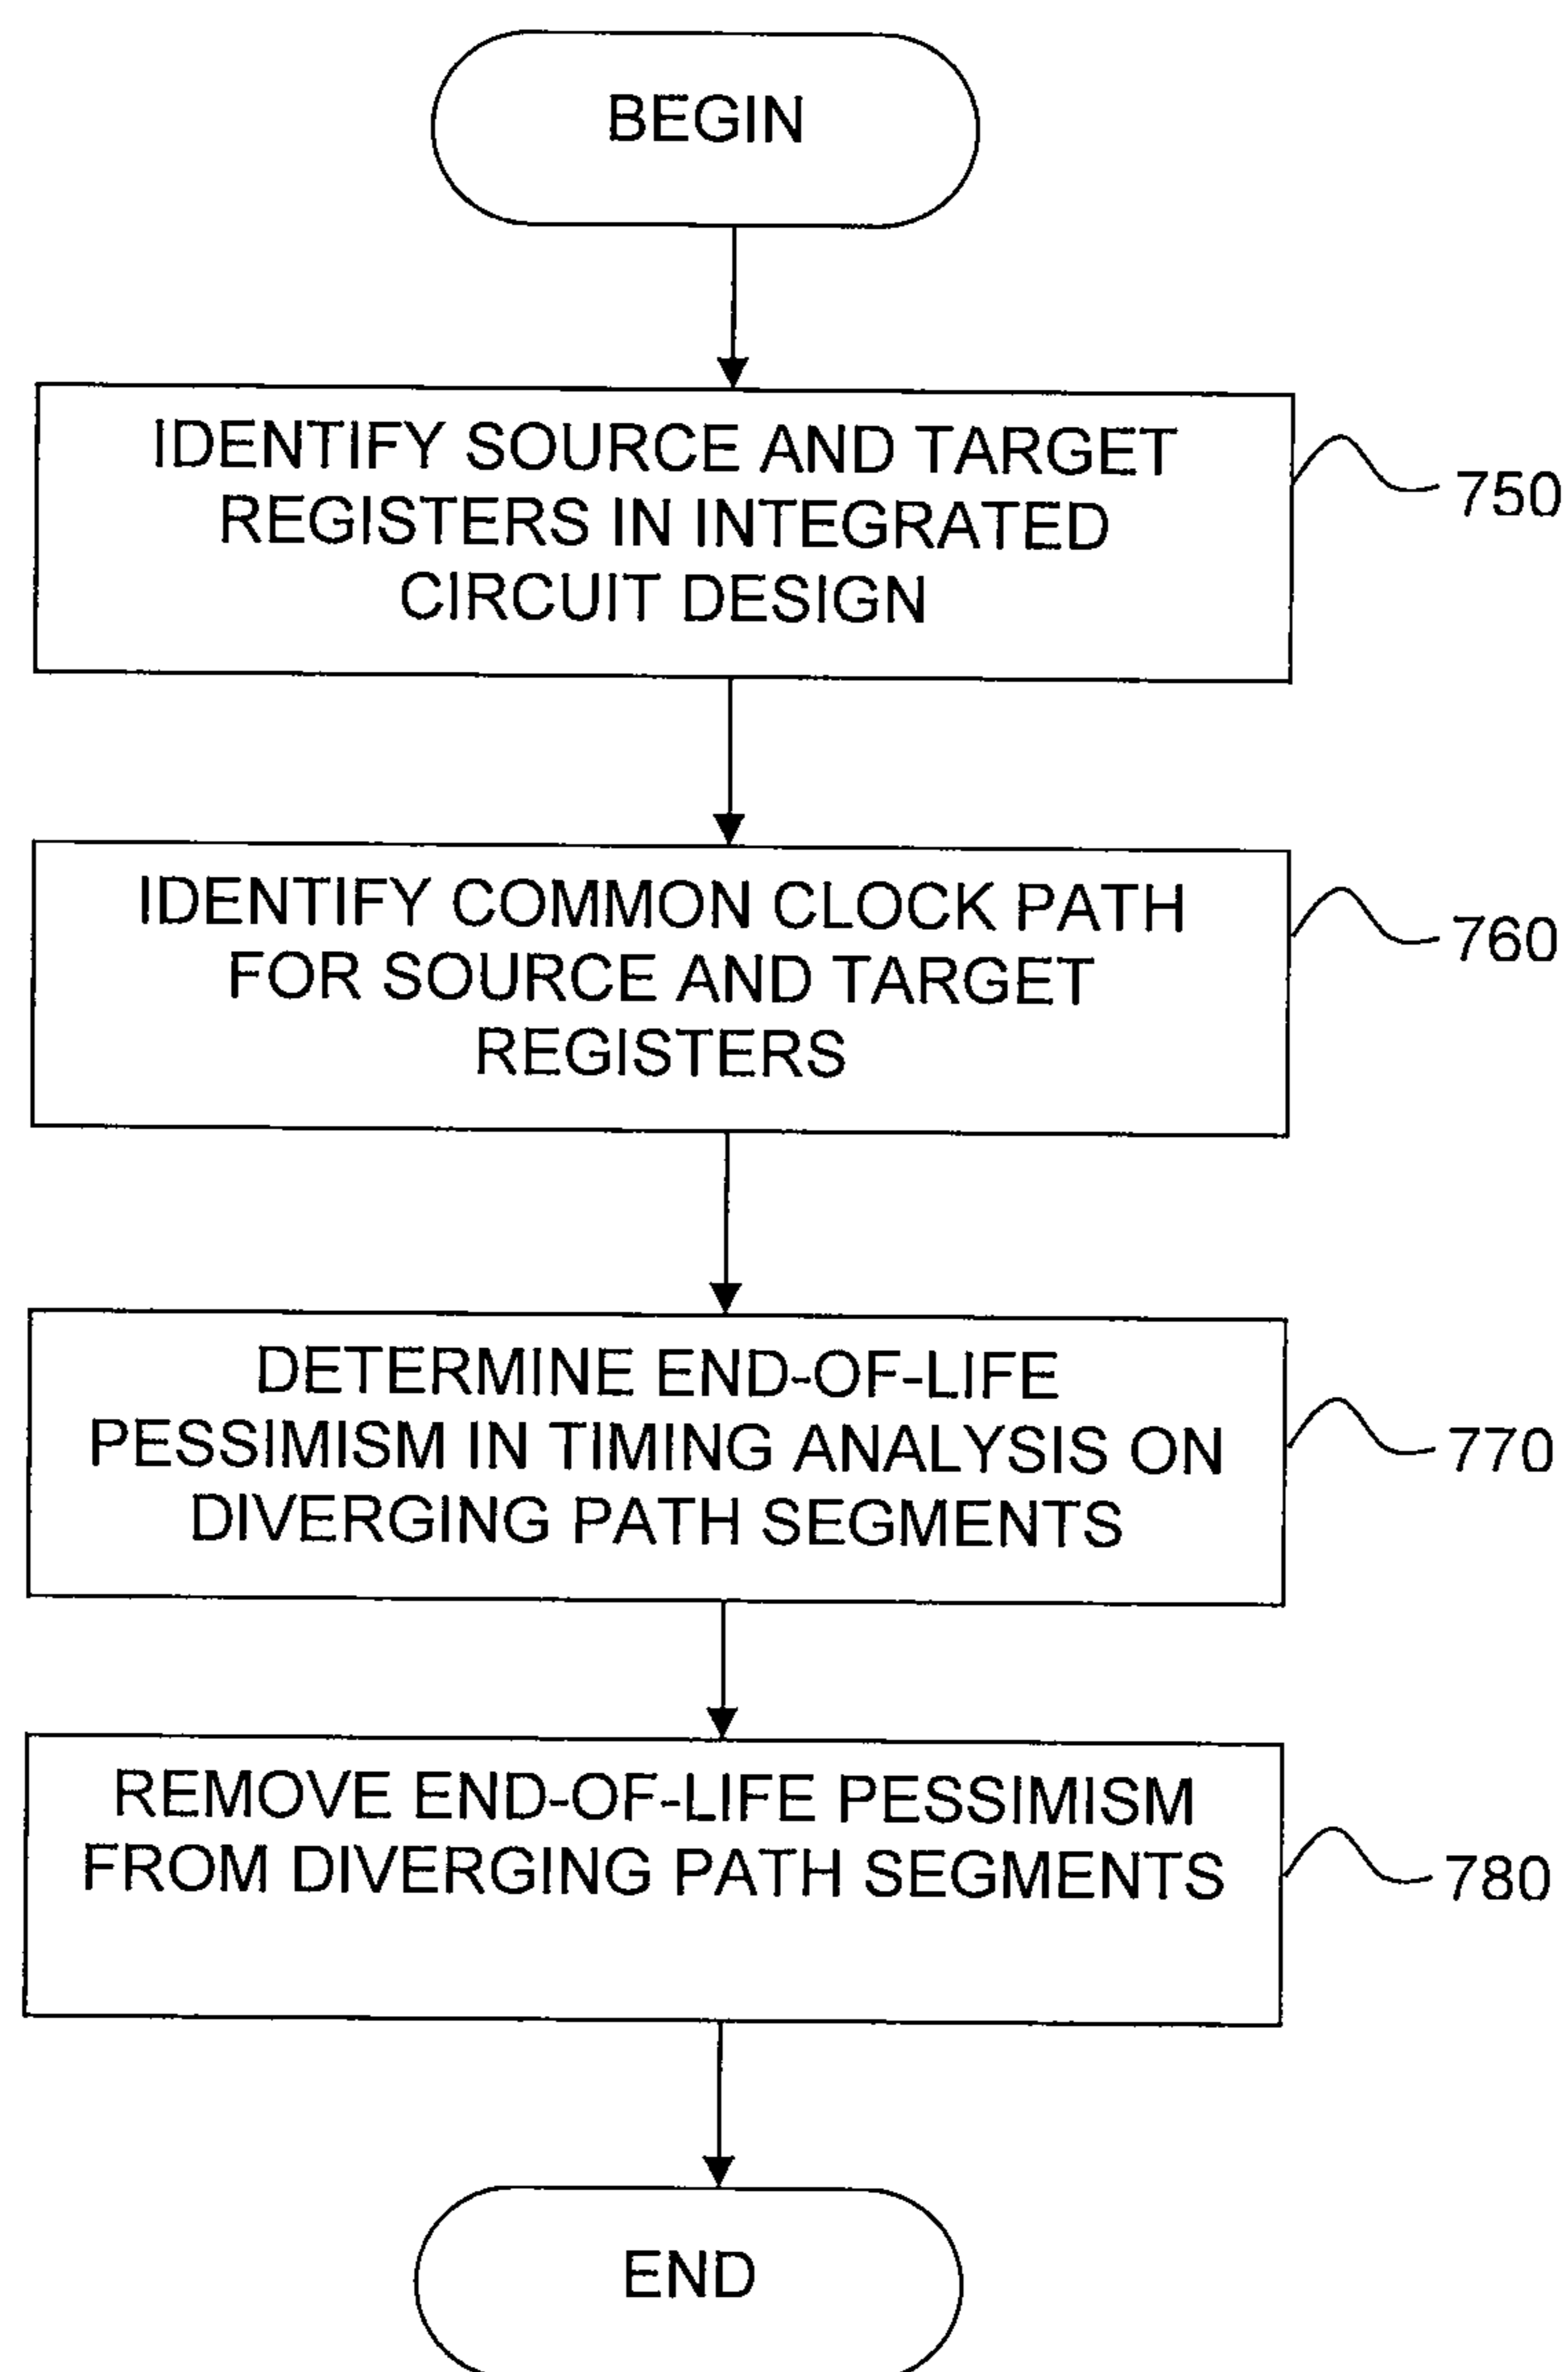 BEGIN
IDENTIFY SOURCE AND TARGET
REGISTERS IN INTEGRATED
CIRCUIT DESIGN
750
IDENTIFY COMMON CLOCK PATH
FOR SOURCE AND TARGET
REGISTERS
760
DETERMINE END-OF-LIFE
PESSIMISM IN TIMING ANALYSIS ON
DIVERGING PATH SEGMENTS
770
REMOVE END-OF-LIFE PESSIMISM
FROM DIVERGING PATH SEGMENTS
780
END